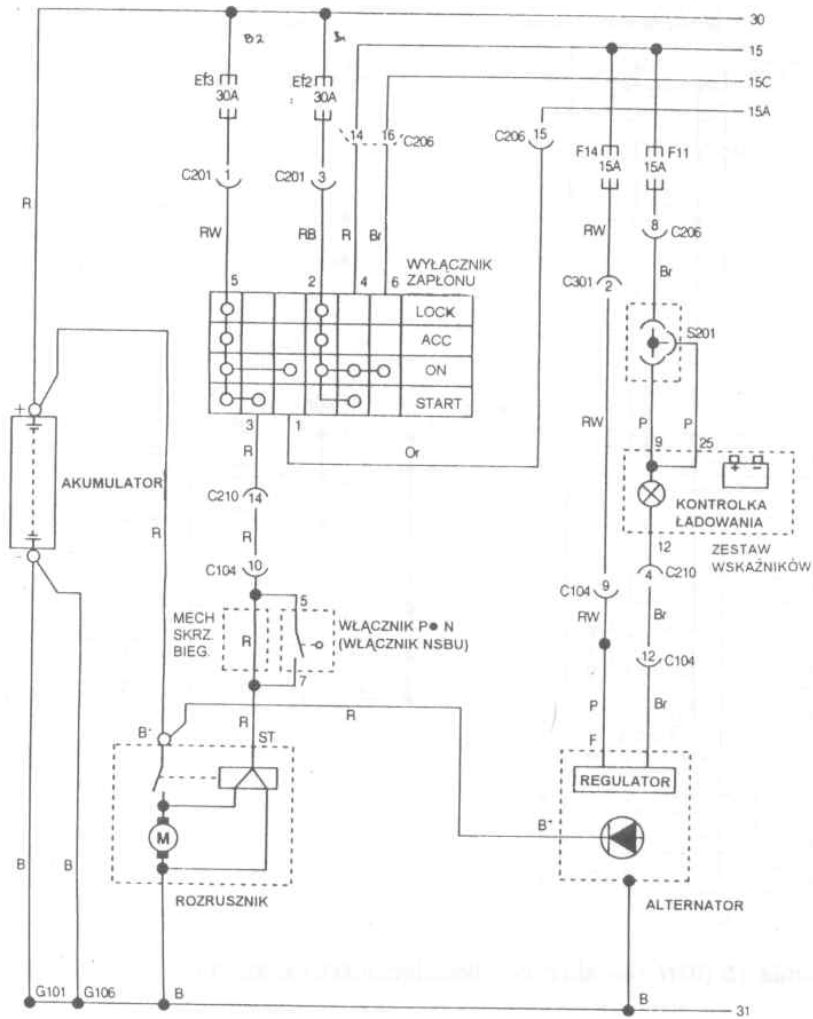 30
B2
15
15C
15A
Ef3
30A
Ef2
30A
14 16
C206
C206
15
F14
15A
F11
15A
C201
1
C201
3
8
C206
R
RW
RB
R
Br
RW
Br
C301
2
WYŁĄCZNIK
ZAPŁONU
5
2
4
6
LOCK
ACC
ON
START
S201
3
1
R
Or
RW
P
P
9
25
+
AKUMULATOR
C210
14
R
R
- +
KONTROLKA
ŁADOWANIA
12
ZESTAW
WSKAŹNIKÓW
-
C104
10
C104
9
4
C210
MECH
SKRZ.
BIEG.
R
5
WŁĄCZNIK P●N
(WŁĄCZNIK NSBU)
7
RW
Br
12
C104
R
R
P
Br
B+
ST
F
REGULATOR
M
B+
B
B
ROZRUSZNIK
ALTERNATOR
G101
G106
B
B
31